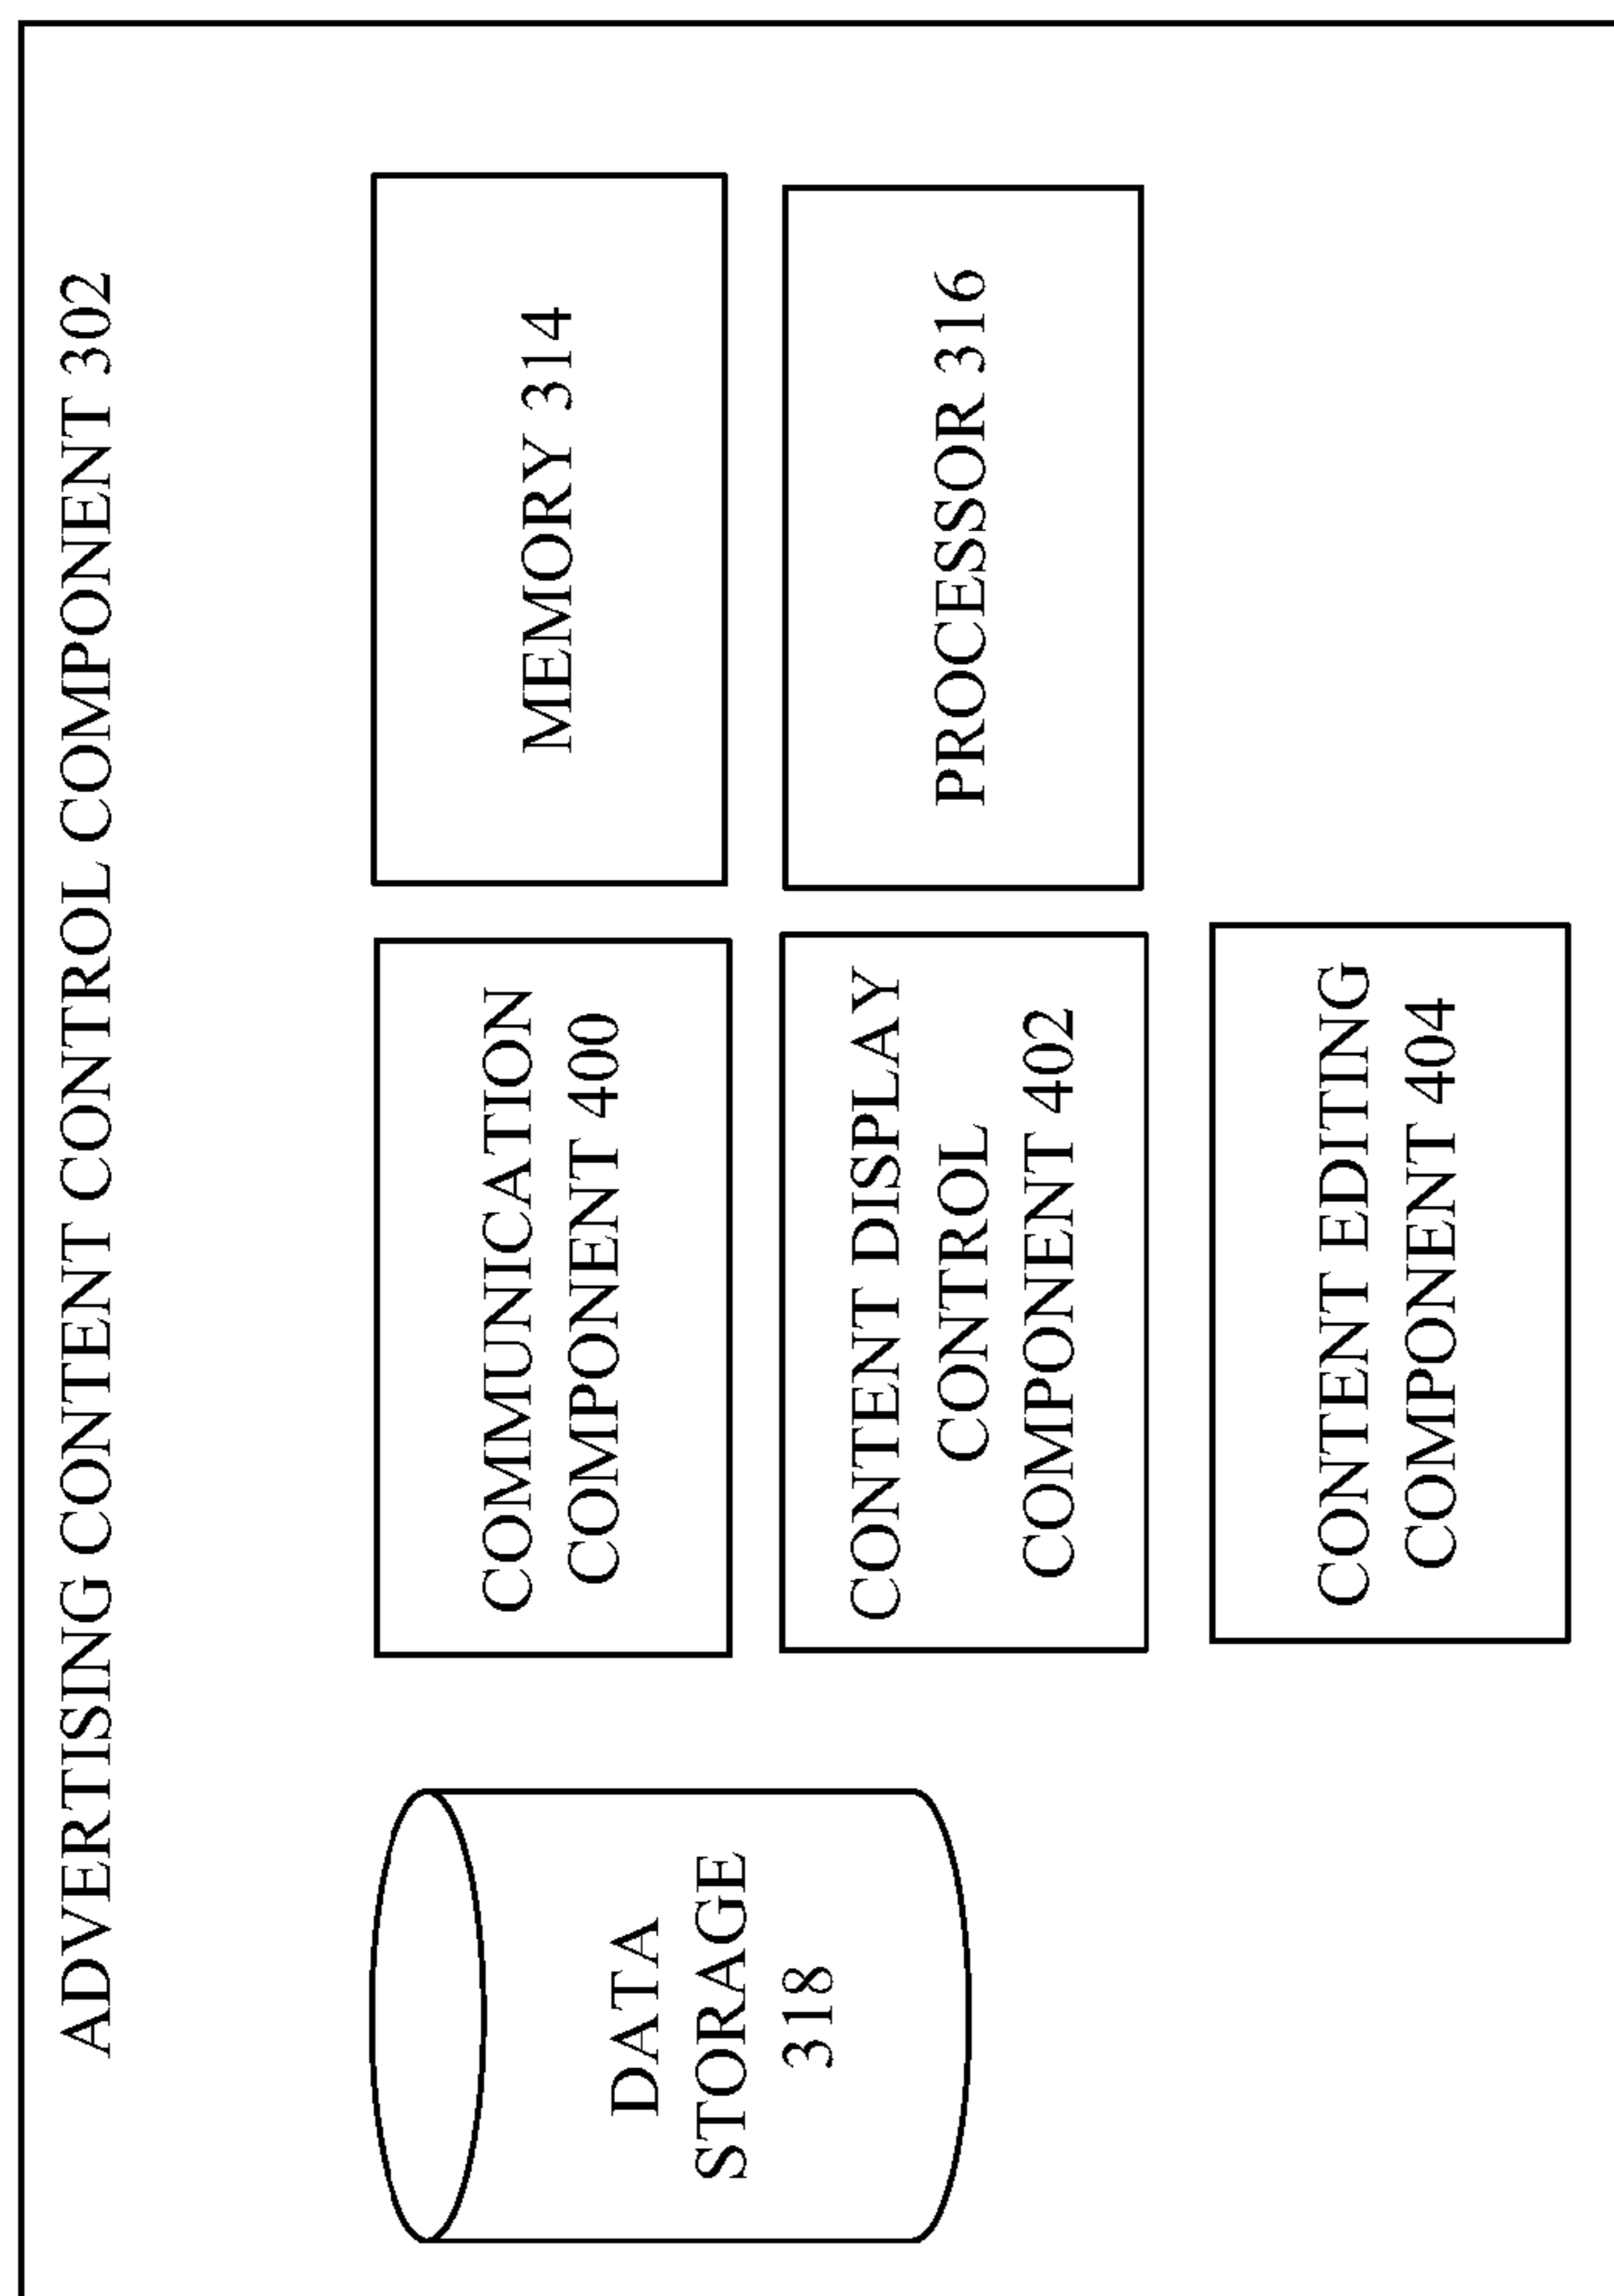 ADVERTISING CONTENT CONTROL COMPONENT 302
DATA
STORAGE
318
COMMUNICATION
COMPONENT 400
MEMORY 314
CONTENT DISPLAY
CONTROL
COMPONENT 402
PROCESSOR 316
CONTENT EDITING
COMPONENT 404